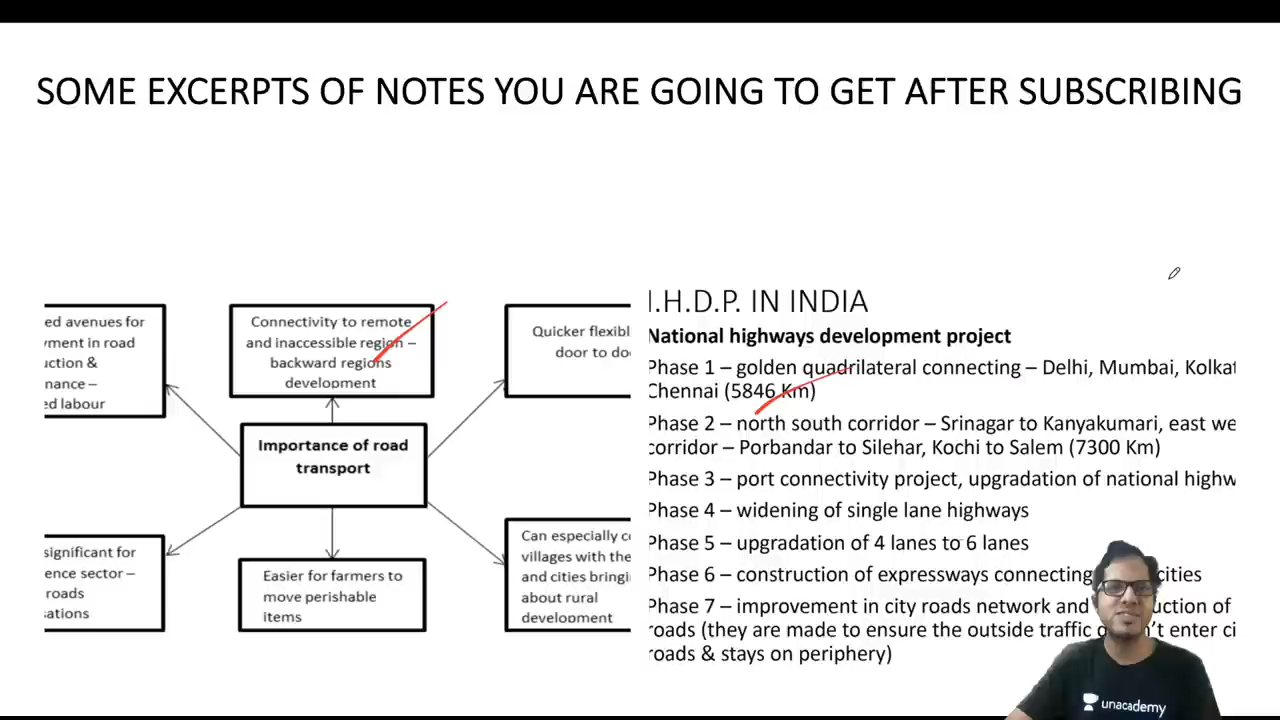 SOME EXCERPTS OF NOTES YOU ARE GOING TO GET AFTER SUBSCRIBING
ed avenues for
yment in road
uction &
nance –
ed labour
Connectivity to remote
and inaccessible region –
backward regions
development
Quicker flexibl
door to do
Importance of road
transport
significant for
ence sector –
roads
sations
Easier for farmers to
move perishable
items
Can especially co
villages with the
and cities bringi
about rural
development
I.H.D.P. IN INDIA
National highways development project
Phase 1 – golden quadrilateral connecting – Delhi, Mumbai, Kolkat
Chennai (5846 Km)
Phase 2 – north south corridor – Srinagar to Kanyakumari, east we
corridor – Porbandar to Silehar, Kochi to Salem (7300 Km)
Phase 3 – port connectivity project, upgradation of national highw
Phase 4 – widening of single lane highways
Phase 5 – upgradation of 4 lanes to 6 lanes
Phase 6 – construction of expressways connecting cities
Phase 7 – improvement in city roads network and uction of
roads (they are made to ensure the outside traffic n't enter ci
roads & stays on periphery)
unacademy